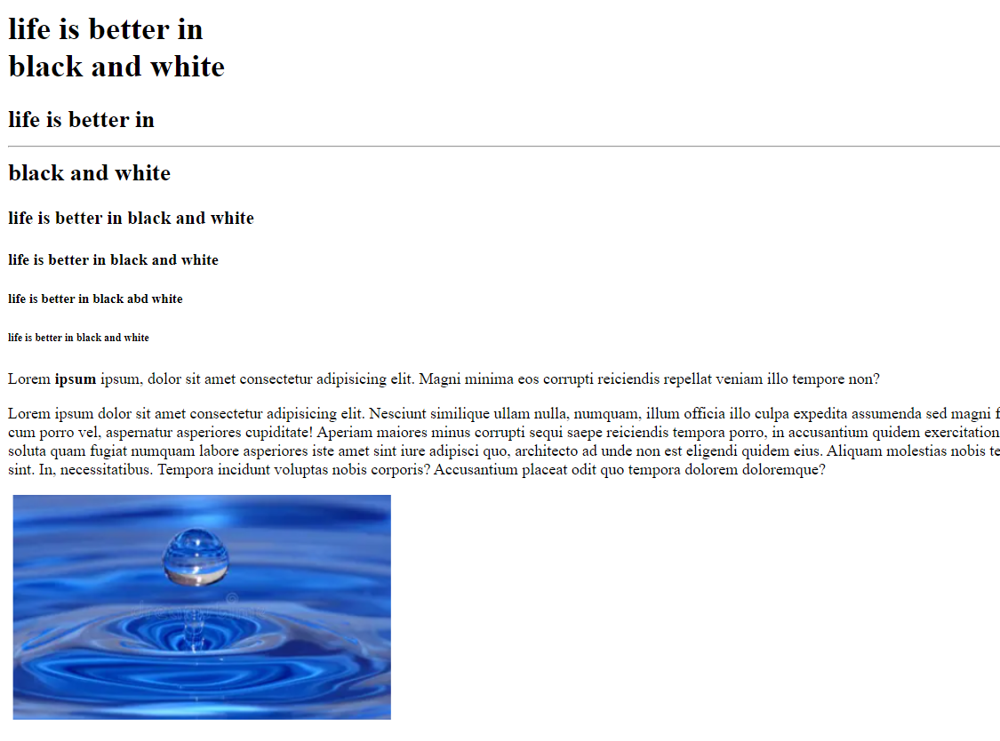 life is better in
black and white
life is better in
black and white
life is better in black and white
life is better in black and white
life is better in black abd white
life is better in black and white
Lorem ipsum ipsum, dolor sit amet consectetur adipisicing elit. Magni minima eos corrupti reiciendis repellat veniam illo tempore non?
Lorem ipsum dolor sit amet consectetur adipisicing elit. Nesciunt similique ullam nulla, numquam, illum officia illo culpa expedita assumenda sed magni
cum porro vel, aspernatur asperiores cupiditate! Aperiam maiores minus corrupti sequi saepe reiciendis tempora porro, in accusantium quidem exercitation
soluta quam fugiat numquam labore asperiores iste amet sint iure adipisci quo, architecto ad unde non est eligendi quidem eius. Aliquam molestias nobis te
sint. In, necessitatibus. Tempora incidunt voluptas nobis corporis? Accusantium placeat odit quo tempora dolorem doloremque?